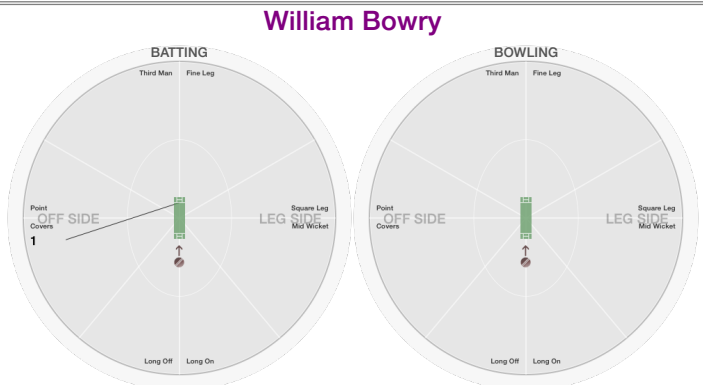 William Bowry
BATTING
Third Man Fine Leg
Point
OFF SIDE
Covers
1
Square Leg
LEG SIDE
Mid Wicket
Long Off Long On
BOWLING
Third Man Fine Leg
Point
OFF SIDE
Covers
Square Leg
LEG SIDE
Mid Wicket
Long Off Long On